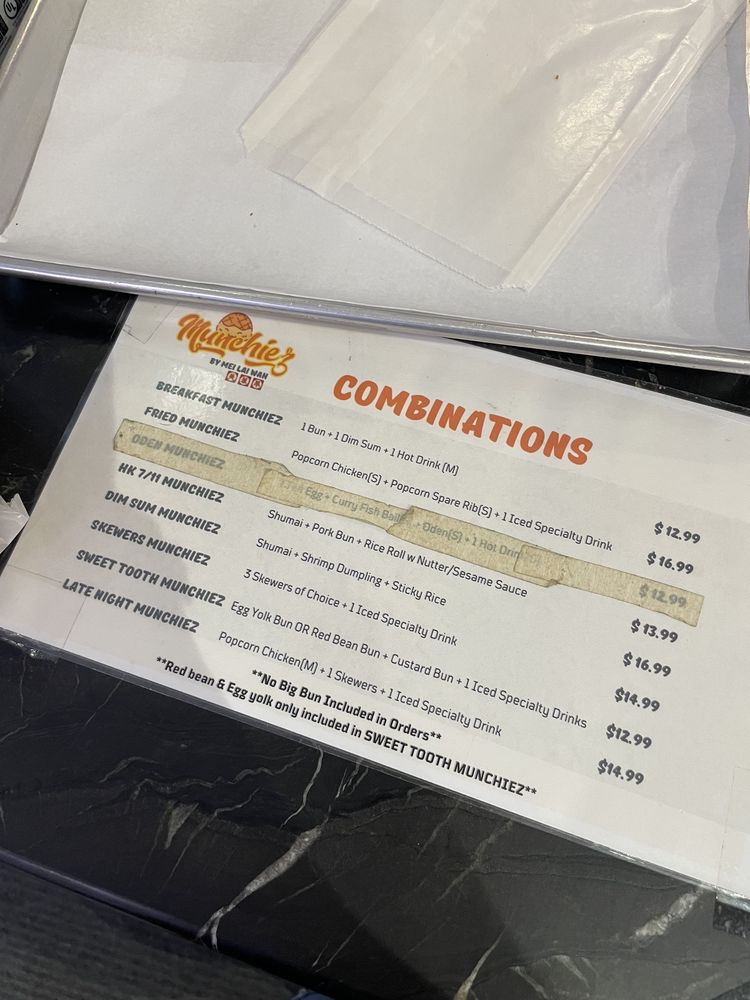 Munchiez
BY MEI LAI WAH
COMBINATIONS
BREAKFAST MUNCHIEZ 1 Bun + 1 Dim Sum + 1 Hot Drink (M) $12.99
FRIED MUNCHIEZ Popcorn Chicken(S) + Popcorn Spare Rib(S) + 1 Iced Specialty Drink $16.99
ODEN MUNCHIEZ Egg + Curry Fish Ball + Oden(S) + 1 Hot Drink $12.99
HK 7/11 MUNCHIEZ Shumai + Pork Bun + Rice Roll w Nutter/Sesame Sauce $13.99
DIM SUM MUNCHIEZ Shumai + Shrimp Dumpling + Sticky Rice $16.99
SKEWERS MUNCHIEZ 3 Skewers of Choice + 1 Iced Specialty Drink $14.99
SWEET TOOTH MUNCHIEZ Egg Yolk Bun OR Red Bean Bun + Custard Bun + 1 Iced Specialty Drinks $12.99
LATE NIGHT MUNCHIEZ Popcorn Chicken(M) + 1 Skewers + 1 Iced Specialty Drink $14.99
**No Big Bun Included in Orders**
**Red bean & Egg yolk only included in SWEET TOOTH MUNCHIEZ**